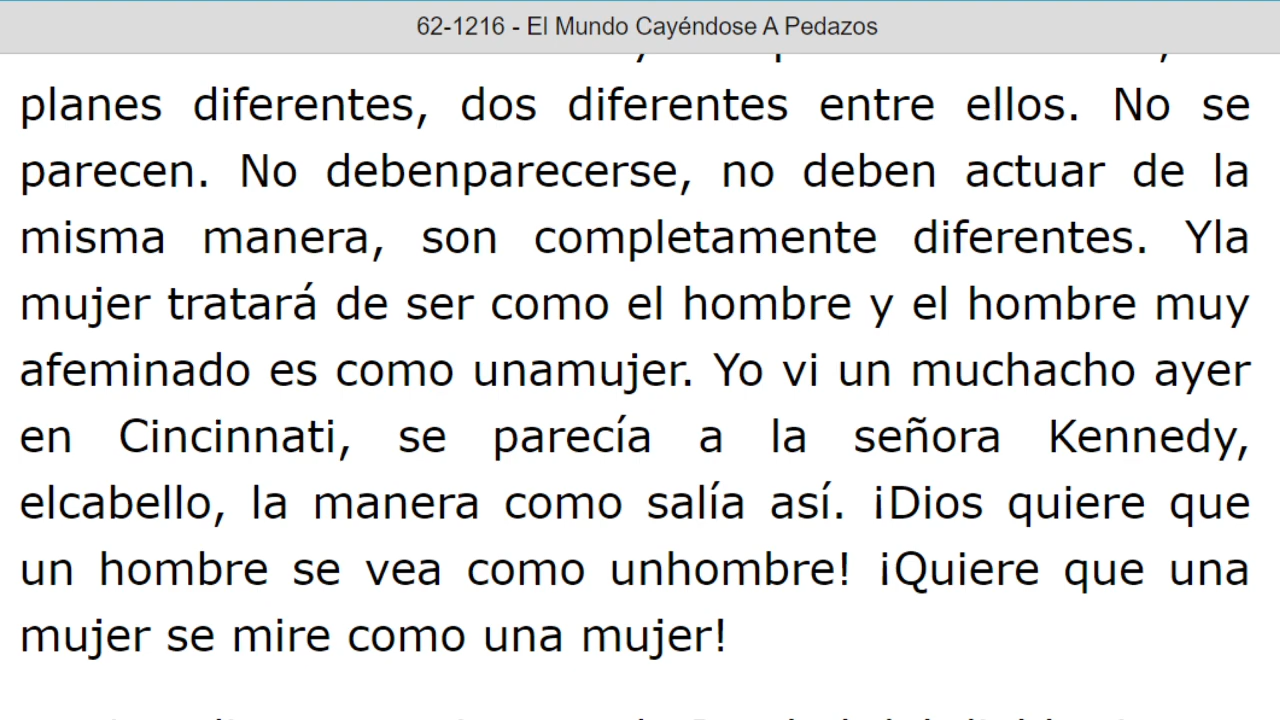 62-1216 - El Mundo Cayéndose A Pedazos
planes diferentes, dos diferentes entre ellos. No se
parecen. No debenparecerse, no deben actuar de la
misma manera, son completamente diferentes. Yla
mujer tratará de ser como el hombre y el hombre muy
afeminado es como unamujer. Yo vi un muchacho ayer
en Cincinnati, se parecía a la señora Kennedy,
elcabello, la manera como salía así. ¡Dios quiere que
un hombre se vea como unhombre! ¡Quiere que una
mujer se mire como una mujer!